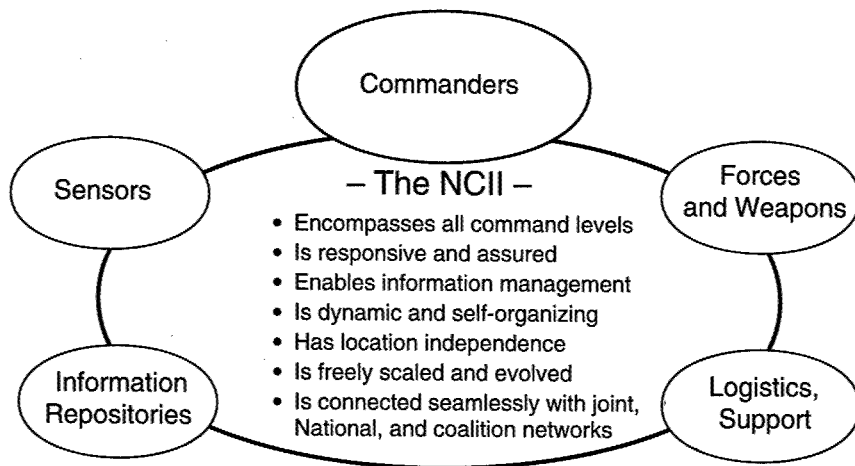 Commanders
Sensors
Forces
and Weapons
– The NCII –
• Encompasses all command levels
• Is responsive and assured
• Enables information management
• Is dynamic and self-organizing
• Has location independence
• Is freely scaled and evolved
• Is connected seamlessly with joint,
National, and coalition networks
Information
Repositories
Logistics,
Support